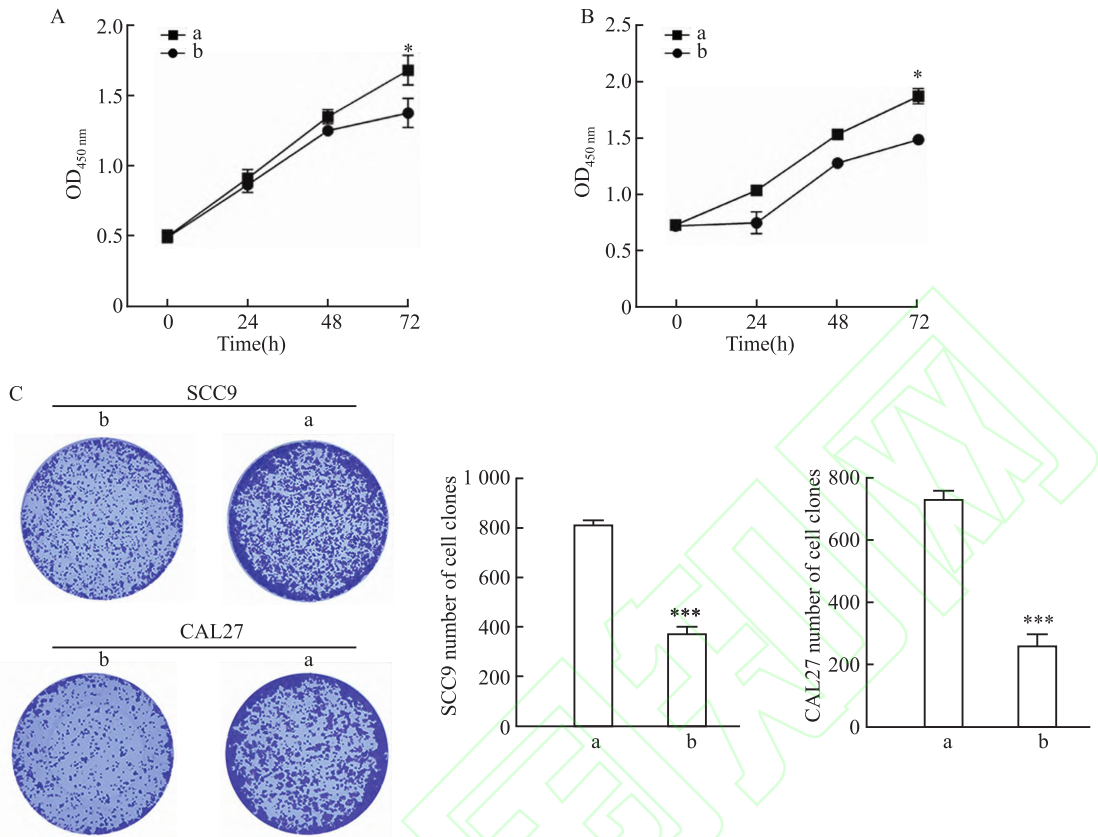 A
2.0
1.5
1.0
0.5
0
OD450 nm
a
b
*
0 24 48 72
Time(h)
B
2.5
2.0
1.5
1.0
0.5
0
OD450 nm
a
b
*
0 24 48 72
Time(h)
C
SCC9
b a
CAL27
b a
SCC9 number of cell clones
1 000
800
600
400
200
0
***
a b
CAL27 number of cell clones
800
600
400
200
0
***
a b